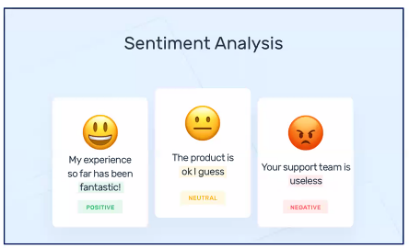 Sentiment Analysis
My experience
so far has been
fantastic!
POSITIVE
The product is
ok I guess
NEUTRAL
Your support team is
useless
NEGATIVE